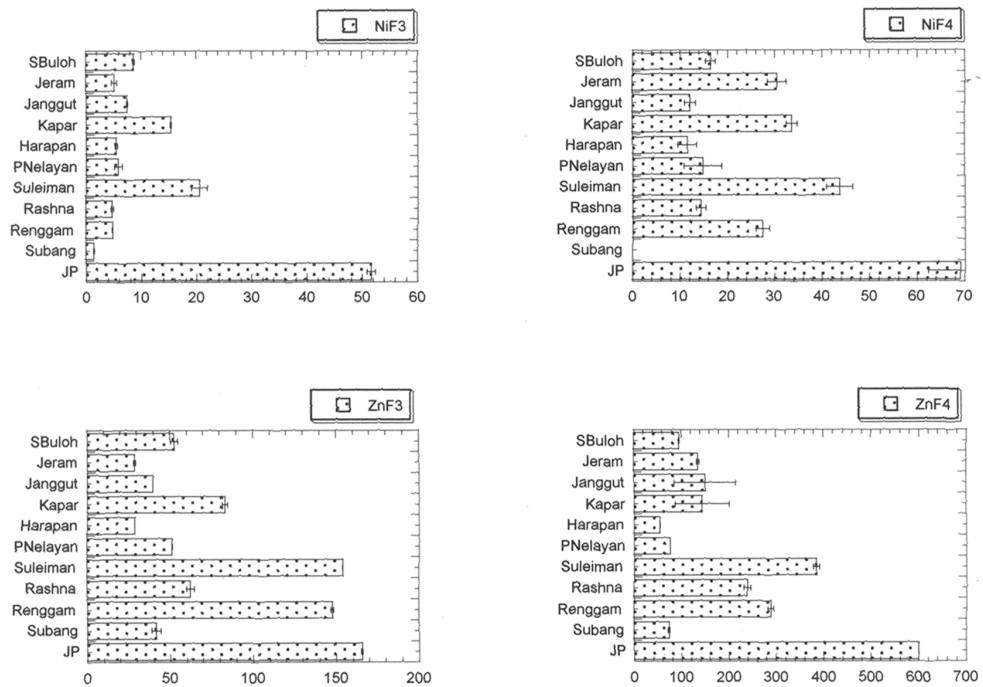 NiF3
SBuloh
Jeram
Janggut
Kapar
Harapan
PNelayan
Suleiman
Rashna
Renggam
Subang
JP
0 10 20 30 40 50 60
NiF4
SBuloh
Jeram
Janggut
Kapar
Harapan
PNelayan
Suleiman
Rashna
Renggam
Subang
JP
0 10 20 30 40 50 60 70
ZnF3
SBuloh
Jeram
Janggut
Kapar
Harapan
PNelayan
Suleiman
Rashna
Renggam
Subang
JP
0 50 100 150 200
ZnF4
SBuloh
Jeram
Janggut
Kapar
Harapan
PNelayan
Suleiman
Rashna
Renggam
Subang
JP
0 100 200 300 400 500 600 700